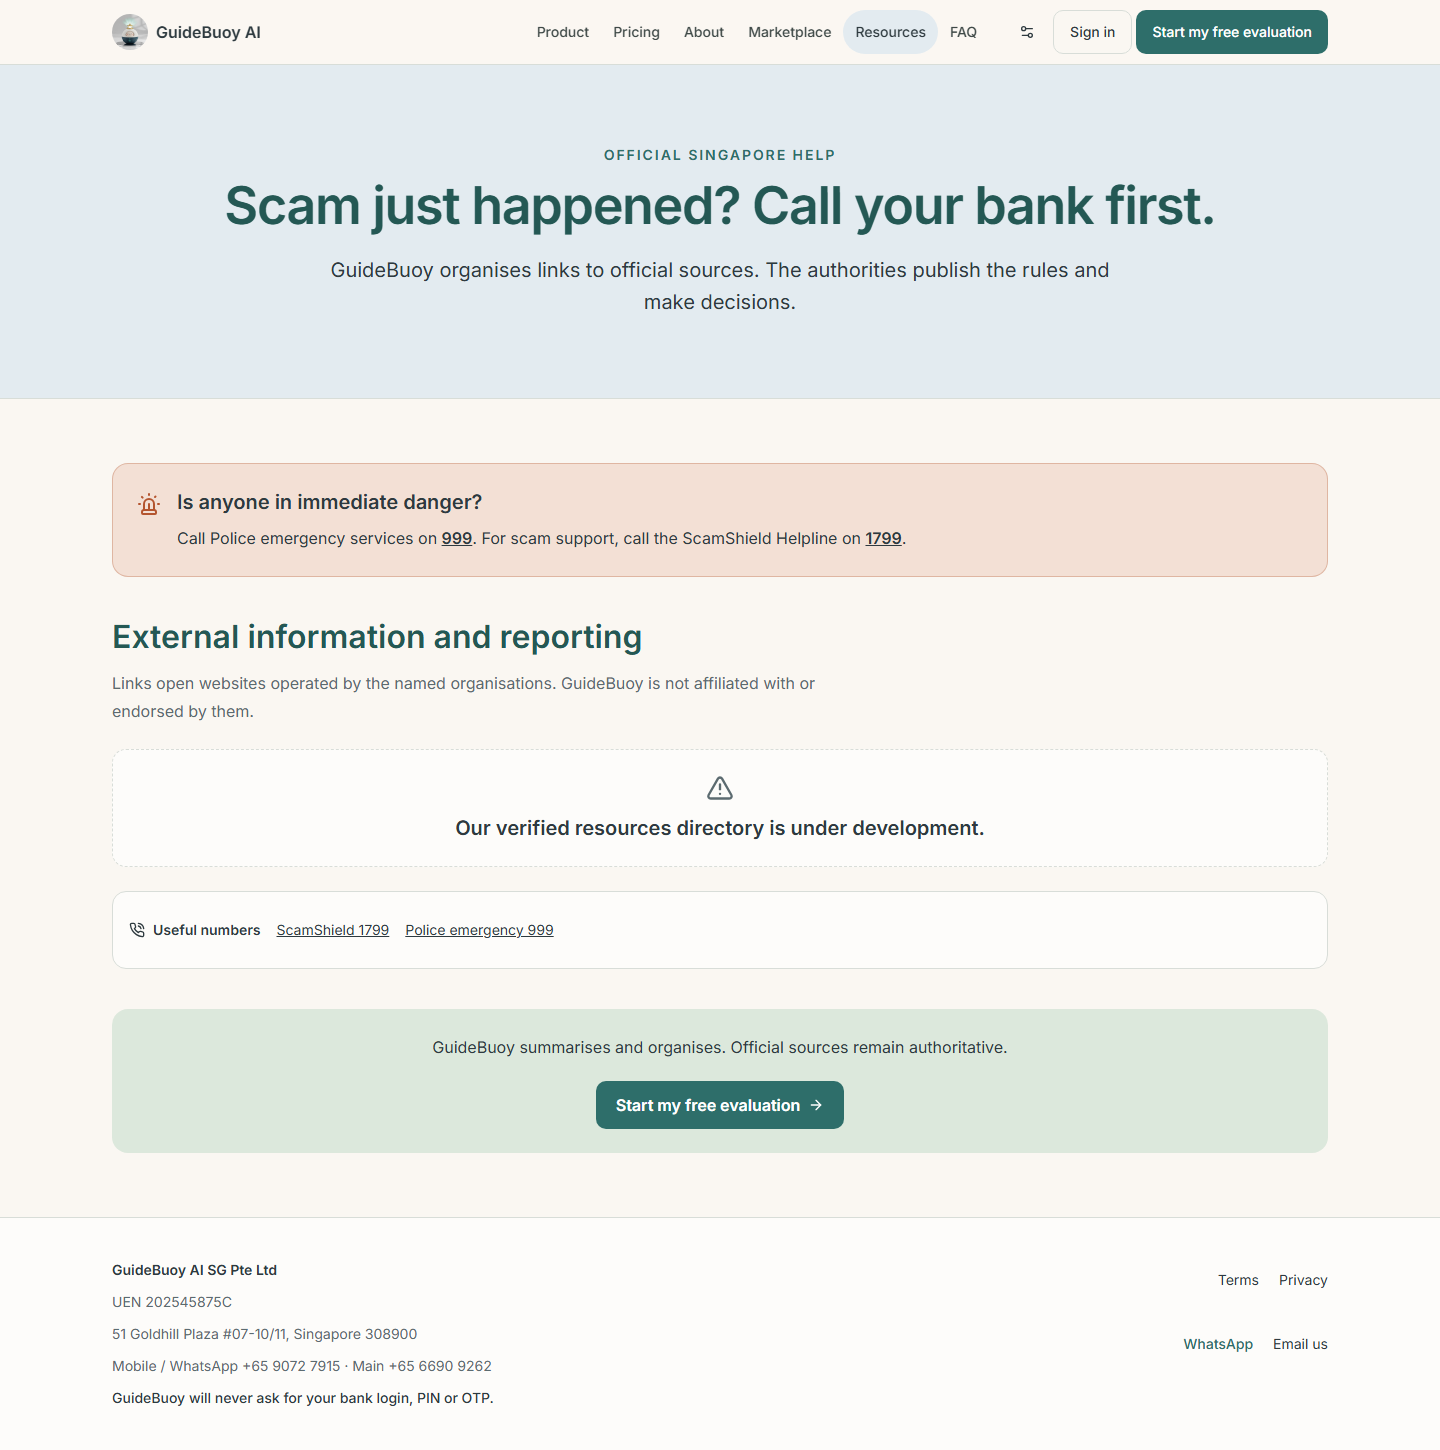 GuideBuoy AI
Product Pricing About Marketplace Resources FAQ Sign in Start my free evaluation
OFFICIAL SINGAPORE HELP
Scam just happened? Call your bank first.
GuideBuoy organises links to official sources. The authorities publish the rules and
make decisions.
Is anyone in immediate danger?
Call Police emergency services on 999. For scam support, call the ScamShield Helpline on 1799.
External information and reporting
Links open websites operated by the named organisations. GuideBuoy is not affiliated with or
endorsed by them.
Our verified resources directory is under development.
Useful numbers ScamShield 1799 Police emergency 999
GuideBuoy summarises and organises. Official sources remain authoritative.
Start my free evaluation →
GuideBuoy AI SG Pte Ltd
UEN 202545875C
51 Goldhill Plaza #07-10/11, Singapore 308900
Mobile / WhatsApp +65 9072 7915 · Main +65 6690 9262
GuideBuoy will never ask for your bank login, PIN or OTP.
Terms Privacy
WhatsApp Email us